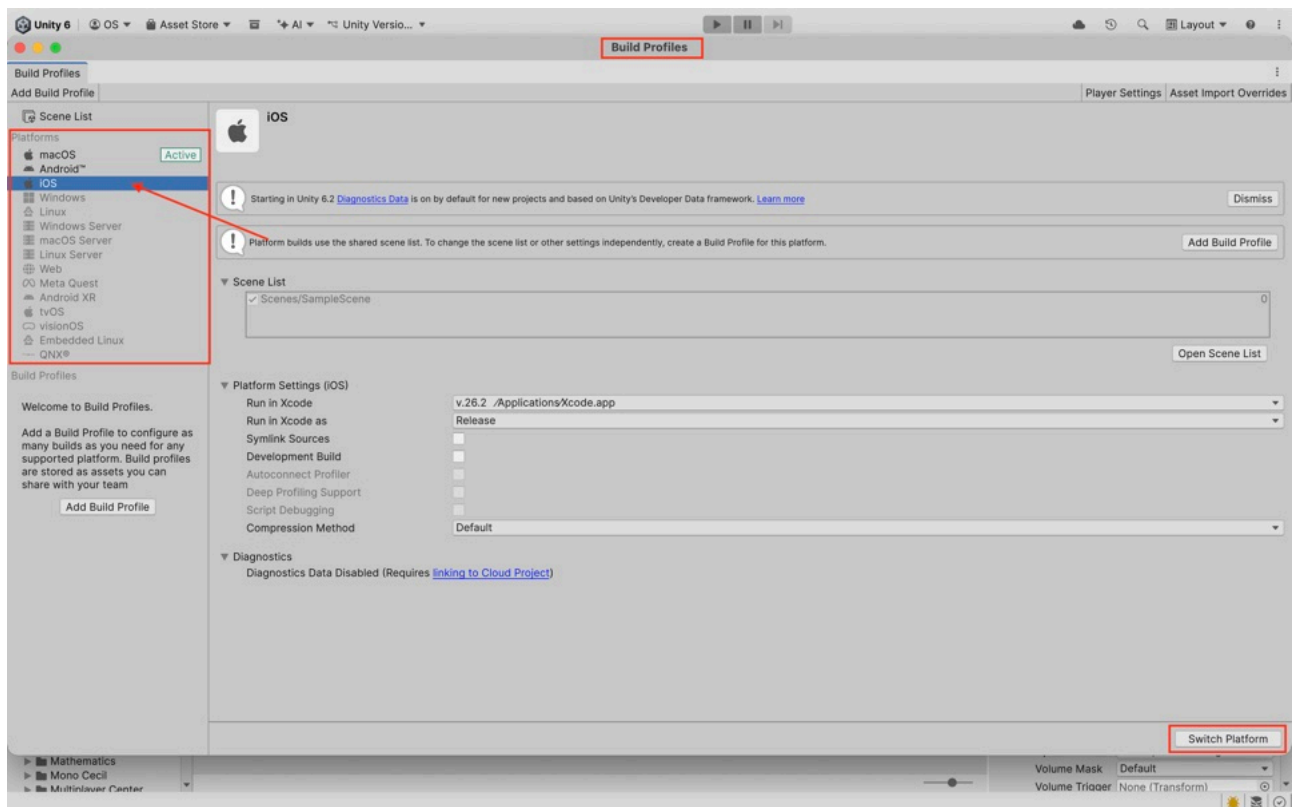 Unity 6 OS Asset Store AI Unity Versio... Layout
Build Profiles
Build Profiles
Add Build Profile Player Settings Asset Import Overrides
Scene List
Platforms
macOS Active
Android™
iOS
Windows
Linux
Windows Server
macOS Server
Linux Server
Web
Meta Quest
Android XR
tvOS
visionOS
Embedded Linux
QNX®
Build Profiles
Welcome to Build Profiles.
Add a Build Profile to configure as
many builds as you need for any
supported platform. Build profiles
are stored as assets you can
share with your team
Add Build Profile
iOS
Starting in Unity 6.2 Diagnostics Data is on by default for new projects and based on Unity's Developer Data framework. Learn more Dismiss
Platform builds use the shared scene list. To change the scene list or other settings independently, create a Build Profile for this platform. Add Build Profile
Scene List
Scenes/SampleScene 0
Open Scene List
Platform Settings (iOS)
Run in Xcode v.26.2 /Applications/Xcode.app
Run in Xcode as Release
Symlink Sources
Development Build
Autoconnect Profiler
Deep Profiling Support
Script Debugging
Compression Method Default
Diagnostics
Diagnostics Data Disabled (Requires linking to Cloud Project)
Switch Platform
Mathematics
Mono Cecil
Multiplayer Center
Volume Mask Default
Volume Trigger None (Transform)